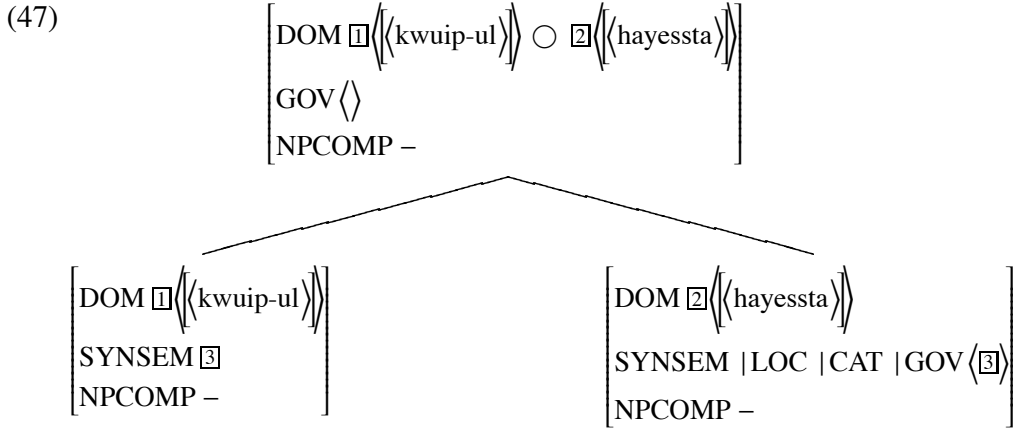 (47)
[DOM [1]⟨[⟨kwuip-ul⟩]⟩ ○ [2]⟨[⟨hayessta⟩]⟩
GOV⟨⟩
NPCOMP –]
[DOM [1]⟨[⟨kwuip-ul⟩]⟩
SYNSEM [3]
NPCOMP –]
[DOM [2]⟨[⟨hayessta⟩]⟩
SYNSEM |LOC |CAT |GOV⟨[3]⟩
NPCOMP –]